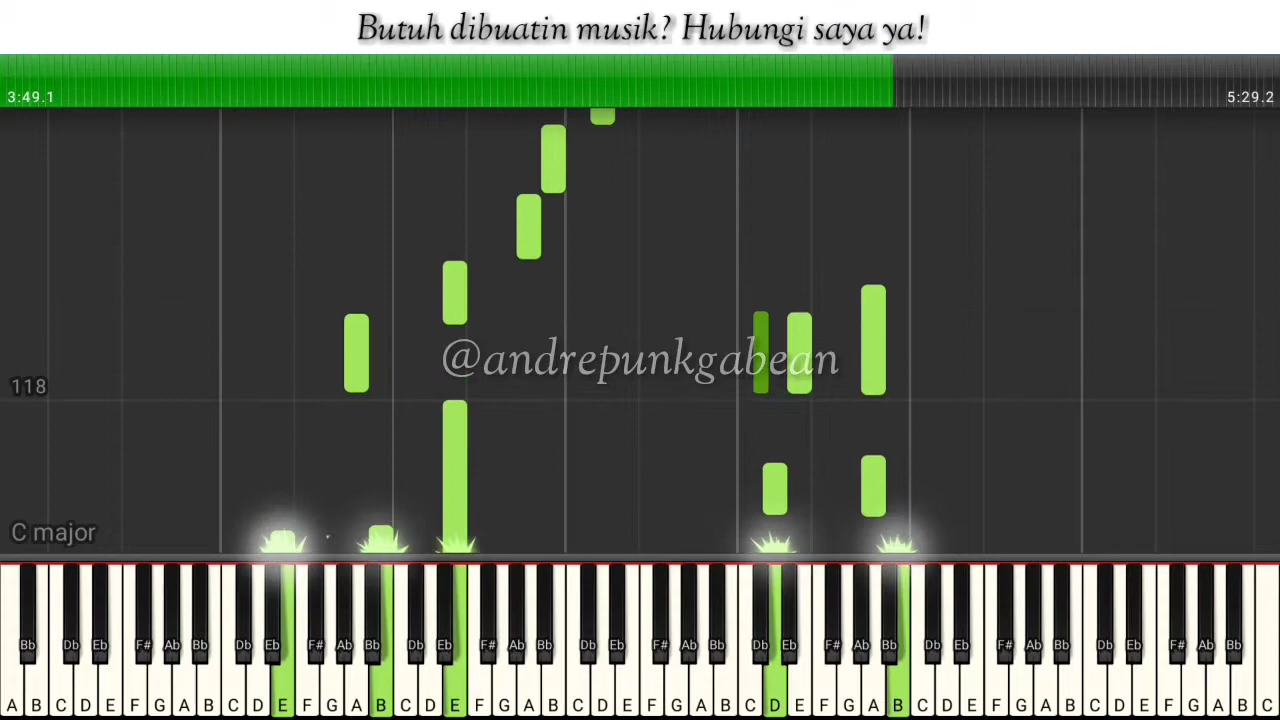 Butuh dibuatin musik? Hubungi saya ya!
3:49.1 5:29.2
@andrepunkgabean
118
C major
Bb Db Eb F# Ab Bb Db Eb F# Ab Bb Db Eb F# Ab Bb Db Eb F# Ab Bb Db Eb F# Ab Bb Db Eb F# Ab Bb Db Eb F# Ab Bb
A B C D E F G A B C D E F G A B C D E F G A B C D E F G A B C D E F G A B C D E F G A B C D E F G A B C